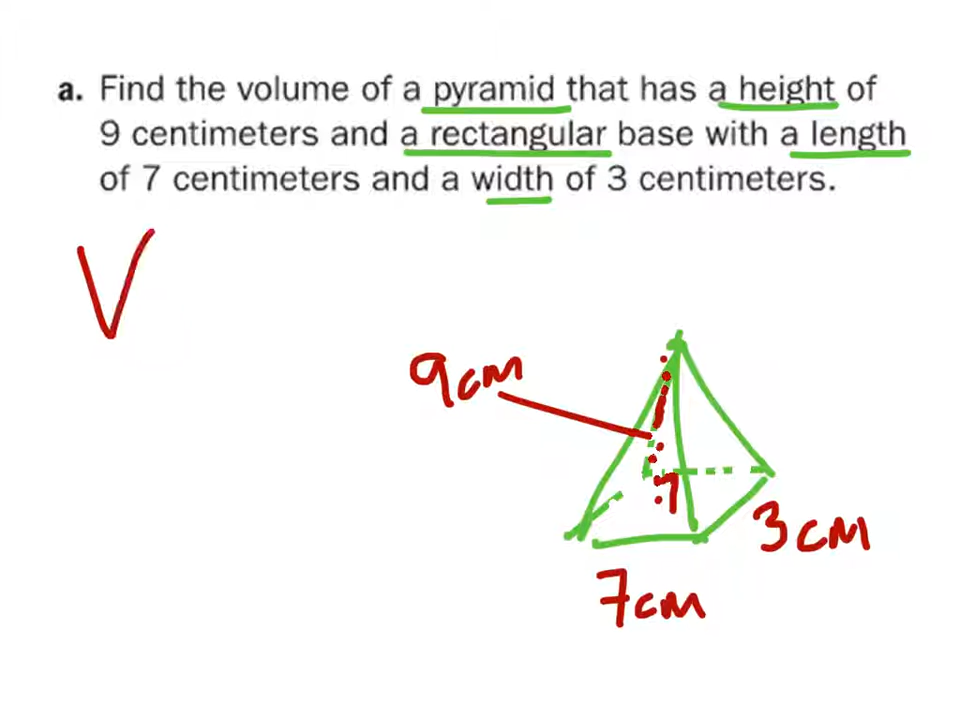 a. Find the volume of a pyramid that has a height of
9 centimeters and a rectangular base with a length
of 7 centimeters and a width of 3 centimeters.
V
9cm
3cm
7cm